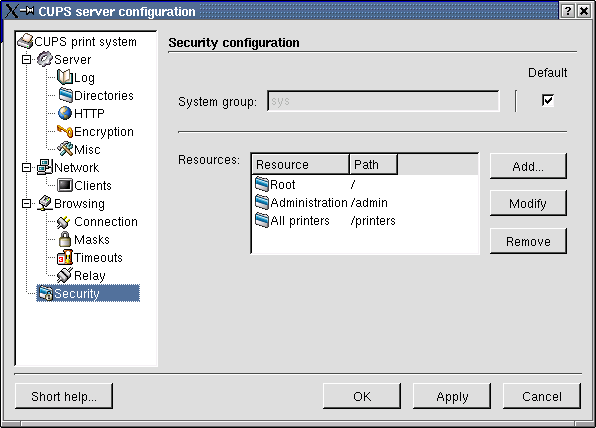 CUPS server configuration
CUPS print system
Server
Log
Directories
HTTP
Encryption
Misc
Network
Clients
Browsing
Connection
Masks
Timeouts
Relay
Security
Security configuration
Default
System group: sys
Resources:
Resource Path
Root /
Administration /admin
All printers /printers
Add...
Modify
Remove
Short help...
OK
Apply
Cancel